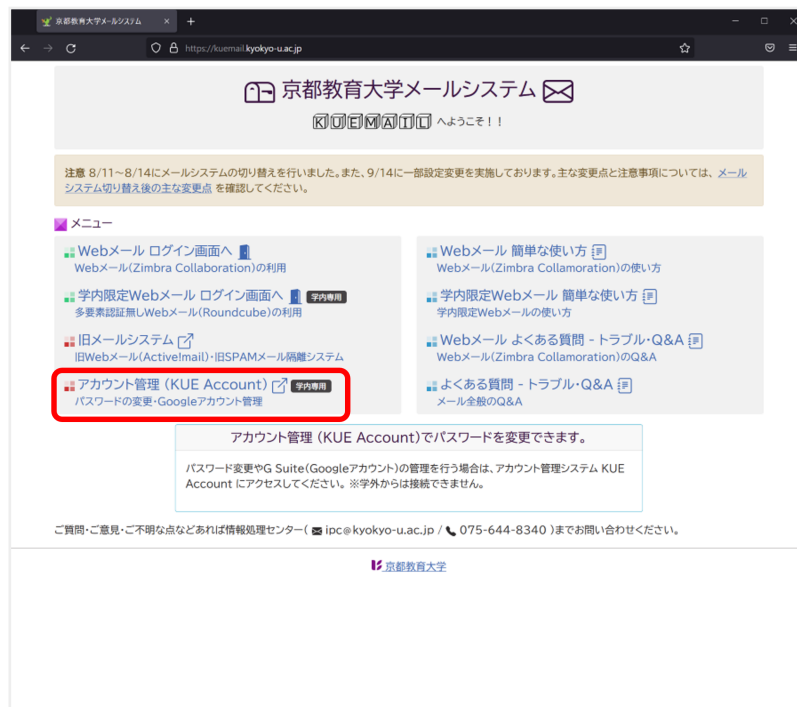 京都教育大学メールシステム
https://kuemail.kyokyo-u.ac.jp
京都教育大学メールシステム
KUEMAIL へようこそ！！
注意 8/11～8/14にメールシステムの切り替えを行いました。また、9/14に一部設定変更を実施しております。主な変更点と注意事項については、メール
システム切り替え後の主な変更点 を確認してください。
メニュー
Webメール ログイン画面へ
Webメール(Zimbra Collaboration)の利用
学内限定Webメール ログイン画面へ 学内専用
多要素認証無しWebメール(Roundcube)の利用
旧メールシステム
旧Webメール(Active!mail)・旧SPAMメール隔離システム
アカウント管理 (KUE Account) 学内専用
パスワードの変更・Googleアカウント管理
Webメール 簡単な使い方
Webメール(Zimbra Collamoration)の使い方
学内限定Webメール 簡単な使い方
学内限定Webメールの使い方
Webメール よくある質問 - トラブル・Q&A
Webメール(Zimbra Collamoration)のQ&A
よくある質問 - トラブル・Q&A
メール全般のQ&A
アカウント管理 (KUE Account)でパスワードを変更できます。
パスワード変更やG Suite(Googleアカウント)の管理を行う場合は、アカウント管理システム KUE
Account にアクセスしてください。※学外からは接続できません。
ご質問・ご意見・ご不明な点などあれば情報処理センター( ipc@kyokyo-u.ac.jp / 075-644-8340 )までお問い合わせください。
京都教育大学